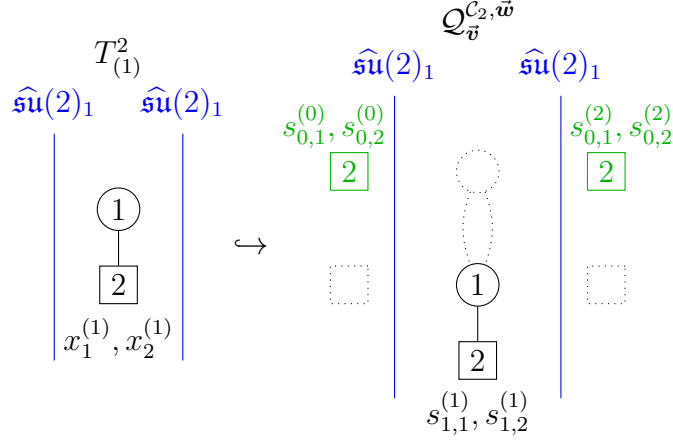 $T^2_{(1)}$
$\mathcal{Q}^{\mathcal{C}_2,\vec{\boldsymbol{w}}}_{\vec{\boldsymbol{v}}}$
$\widehat{\mathfrak{su}}(2)_1$ $\widehat{\mathfrak{su}}(2)_1$
$\widehat{\mathfrak{su}}(2)_1$ $\widehat{\mathfrak{su}}(2)_1$
$s^{(0)}_{0,1}, s^{(0)}_{0,2}$
$s^{(2)}_{0,1}, s^{(2)}_{0,2}$
2
2
1
↪
2
1
$x^{(1)}_1, x^{(1)}_2$
2
$s^{(1)}_{1,1}, s^{(1)}_{1,2}$